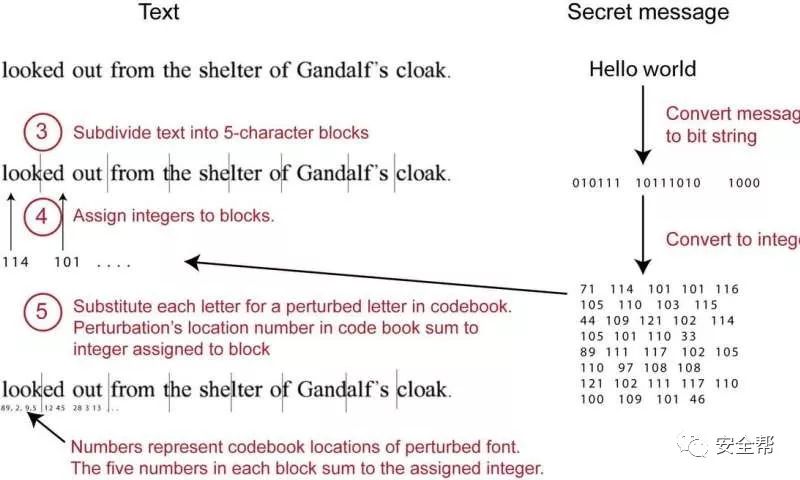 Text
looked out from the shelter of Gandalf's cloak.
3 Subdivide text into 5-character blocks
looked out from the shelter of Gandalf's cloak.
4 Assign integers to blocks.
114 101 . . . .
5 Substitute each letter for a perturbed letter in codebook.
Perturbation's location number in code book sum to
integer assigned to block
looked out from the shelter of Gandalf's cloak.
89, 2, 9,5 12 45 28 3 13 . . .
Numbers represent codebook locations of perturbed font.
The five numbers in each block sum to the assigned integer.
Secret message
Hello world
Convert messag
to bit string
010111 10111010 1000
Convert to intege
71 114 101 101 116
105 110 103 115
44 109 121 102 114
105 101 110 33
89 111 117 102 105
110 97 108 108
121 102 111 117 110
100 109 101 46
安全帮